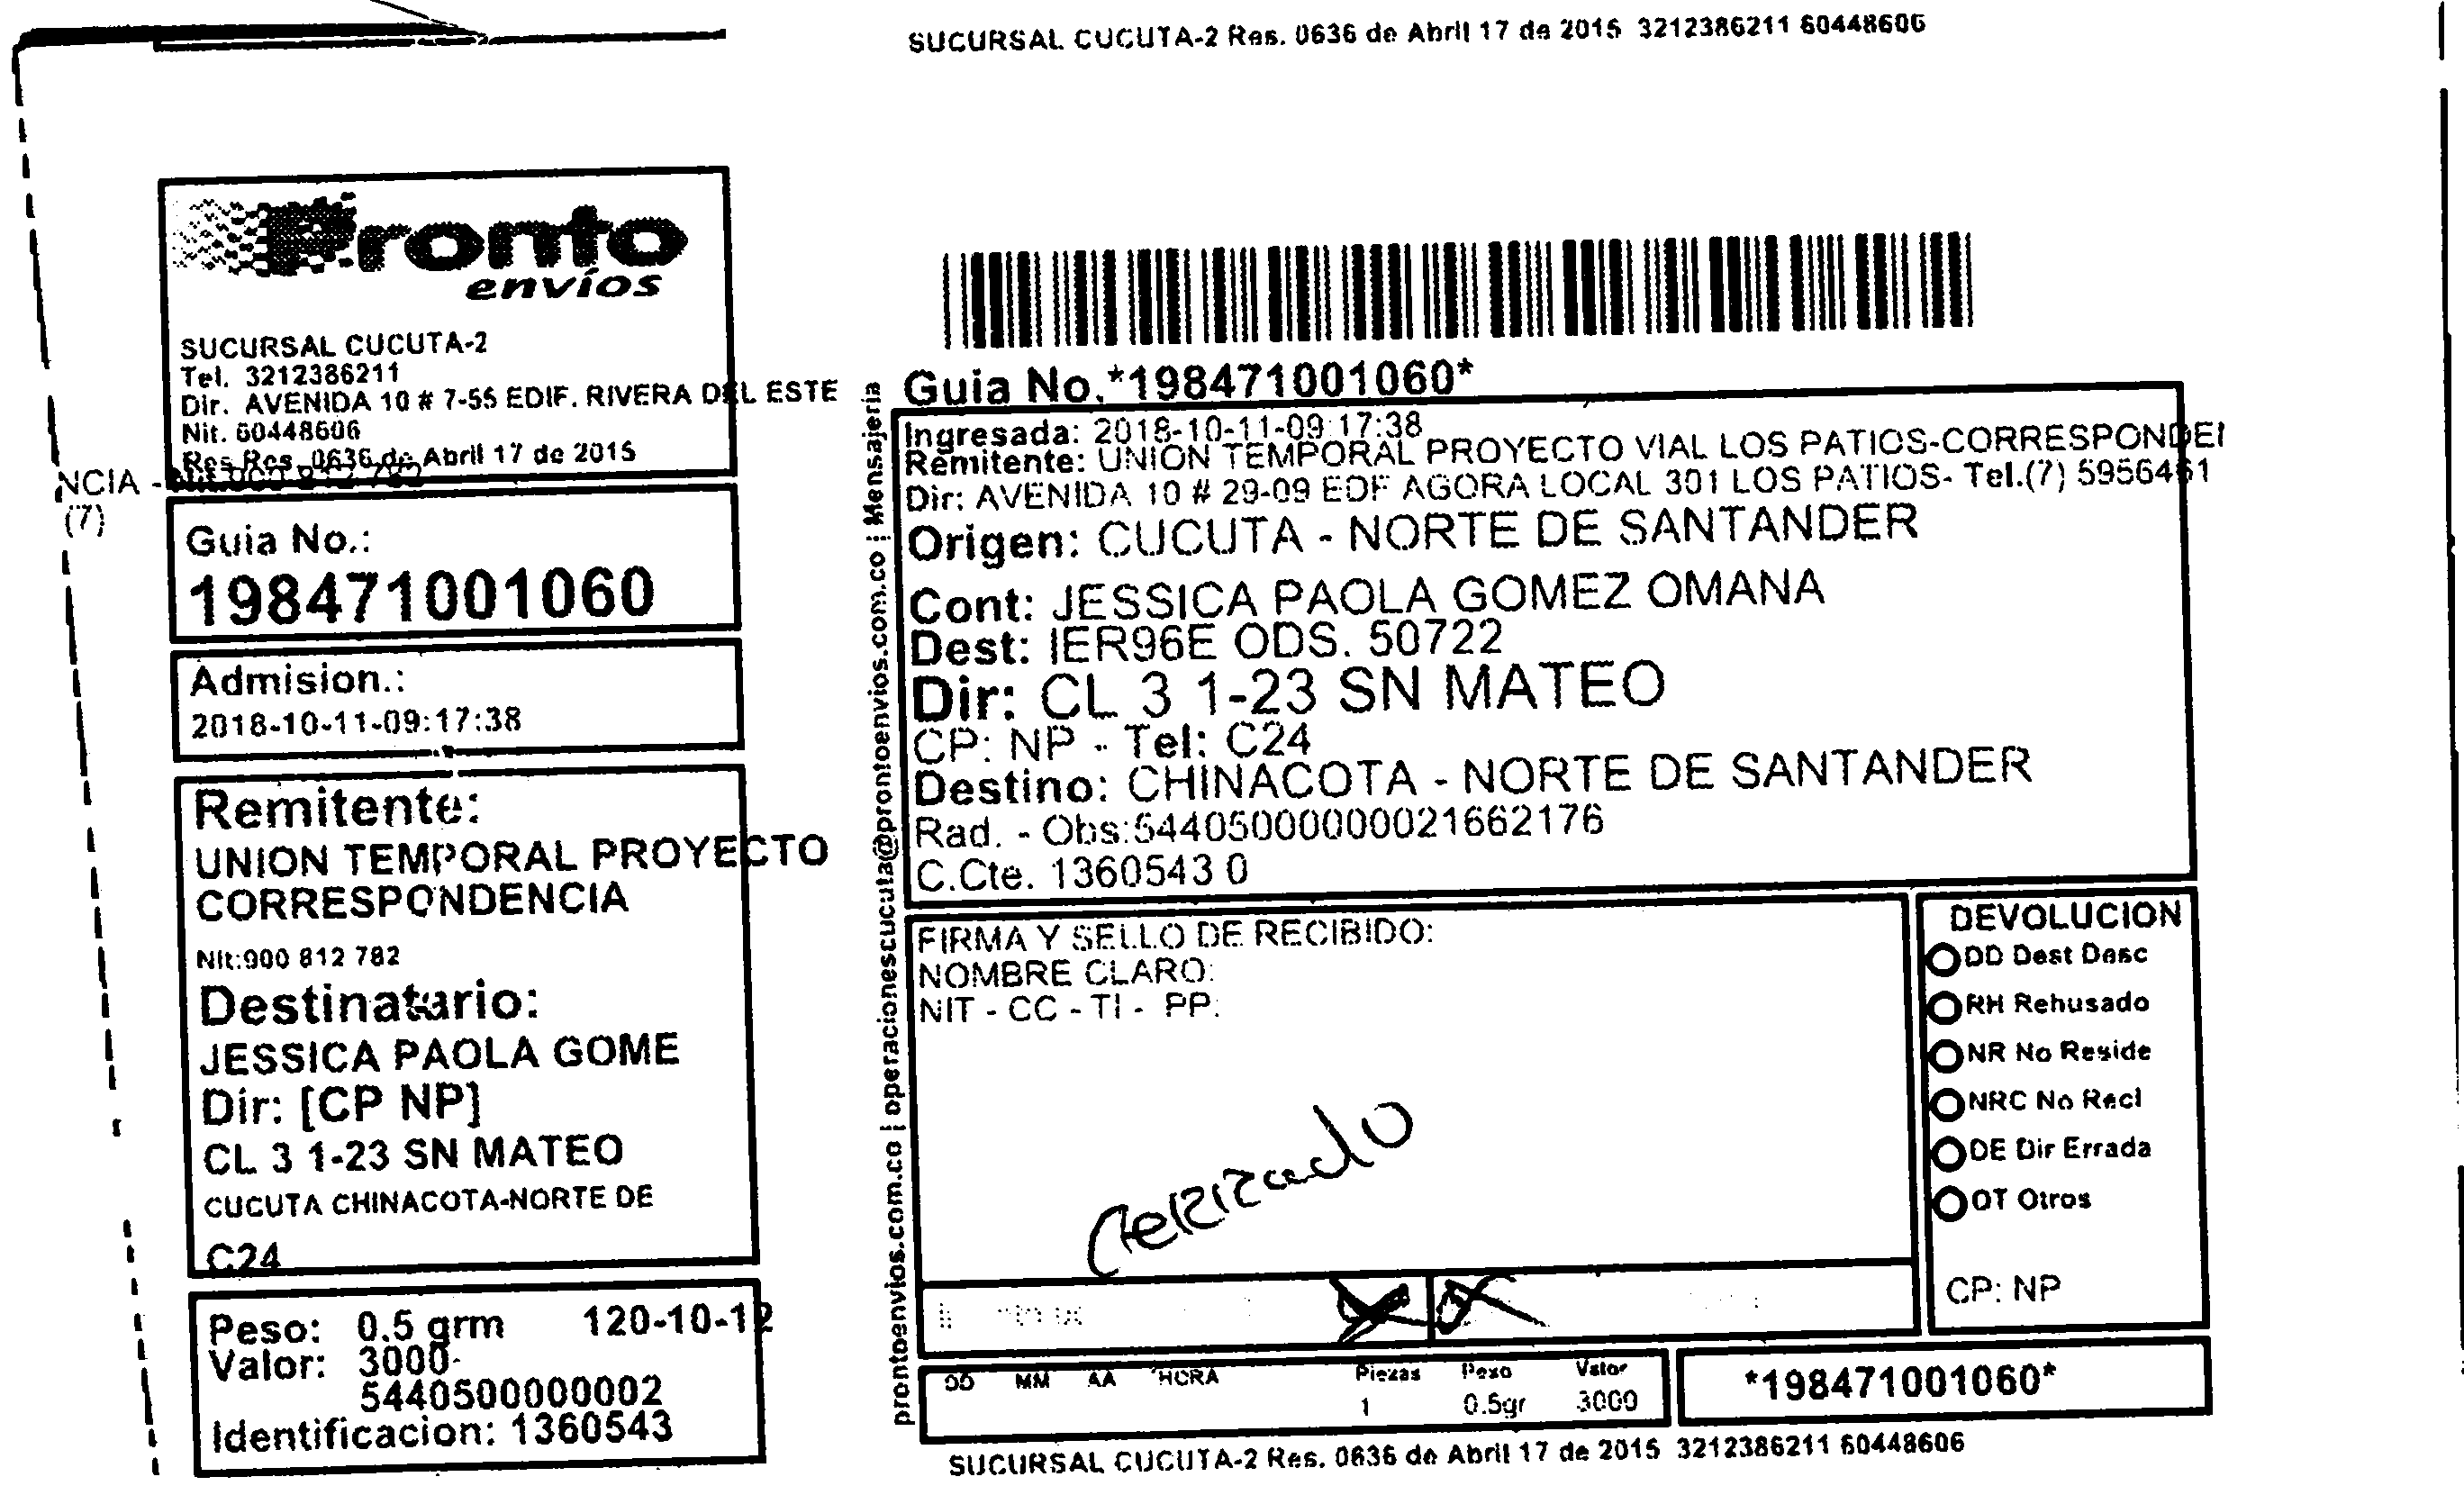 SUCURSAL CUCUTA-2 Res. 0636 de Abril 17 de 2015 3212386211 60448606
Pronto
envíos
SUCURSAL CUCUTA-2
Tel. 3212386211
Dir. AVENIDA 10 # 7-55 EDIF. RIVERA DEL ESTE
Nit. 60448606
Res Res. 0636 de Abril 17 de 2015
NCIA - Nit.900 812 782
(7)
Guia No.:
198471001060
Admision.:
2018-10-11-09:17:38
Remitente:
UNION TEMPORAL PROYECTO
CORRESPONDENCIA
Nit:900 812 782
Destinatario:
JESSICA PAOLA GOME
Dir: [CP NP]
CL 3 1-23 SN MATEO
CUCUTA CHINACOTA-NORTE DE
C24
Peso: 0.5 grm 120-10-12
Valor: 3000
5440500000002
Identificacion: 1360543
prontoenvios.com.co | operacionescucuta@prontoenvios.com.co | Mensajeria
Guia No.*198471001060*
Ingresada: 2018-10-11-09:17:38
Remitente: UNION TEMPORAL PROYECTO VIAL LOS PATIOS-CORRESPONDEI
Dir: AVENIDA 10 # 29-09 EDF AGORA LOCAL 301 LOS PATIOS- Tel.(7) 5956461
Origen: CUCUTA - NORTE DE SANTANDER
Cont: JESSICA PAOLA GOMEZ OMANA
Dest: IER96E ODS. 50722
Dir: CL 3 1-23 SN MATEO
CP: NP - Tel: C24
Destino: CHINACOTA - NORTE DE SANTANDER
Rad. - Obs:544050000000021662176
C.Cte. 1360543 0
FIRMA Y SELLO DE RECIBIDO:
NOMBRE CLARO:
NIT - CC - TI - PP:
DEVOLUCION
DD Dest Desc
RH Rehusado
NR No Reside
NRC No Recl
DE Dir Errada
OT Otros
CP: NP
DD MM AA HORA Piezas Peso Valor
1 0.5gr 3000
*198471001060*
SUCURSAL CUCUTA-2 Res. 0636 de Abril 17 de 2015 3212386211 60448606